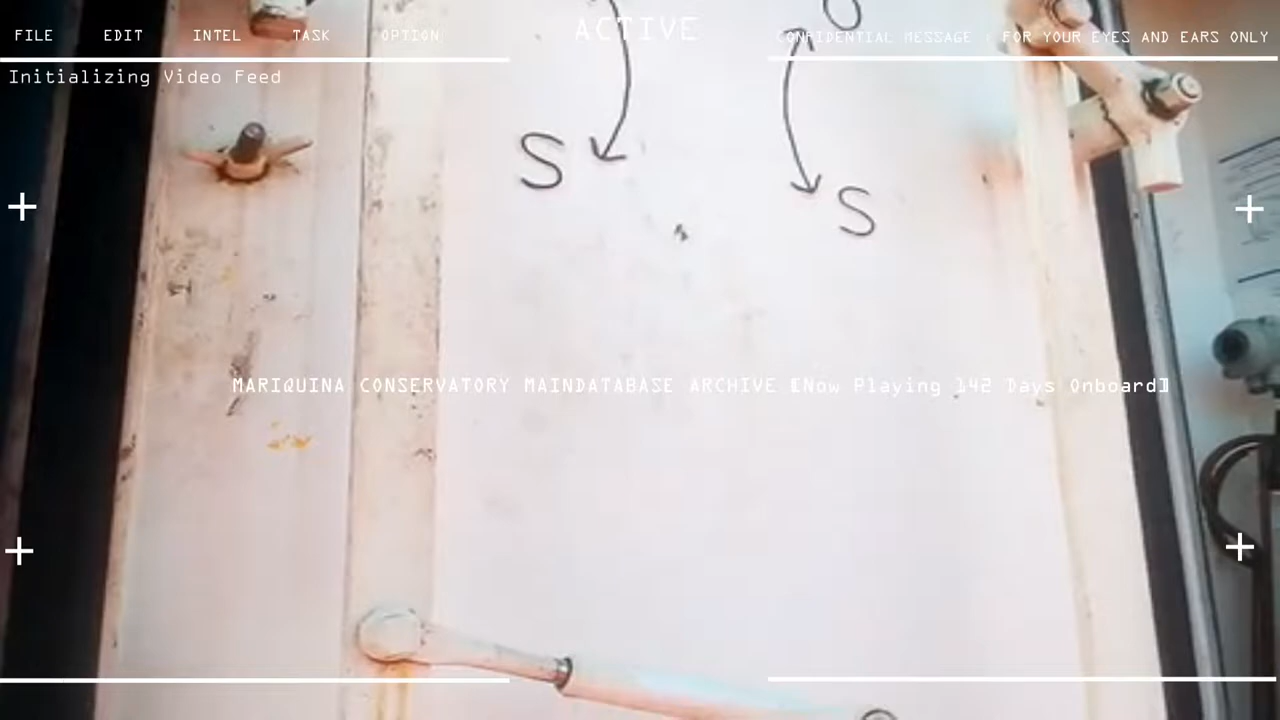 FILE EDIT INTEL TASK OPTION ACTIVE CONFIDENTIAL MESSAGE : FOR YOUR EYES AND EARS ONLY
Initializing Video Feed
O
S
S
MARIQUINA CONSERVATORY MAINDATABASE ARCHIVE [Now Playing 142 Days Onboard]